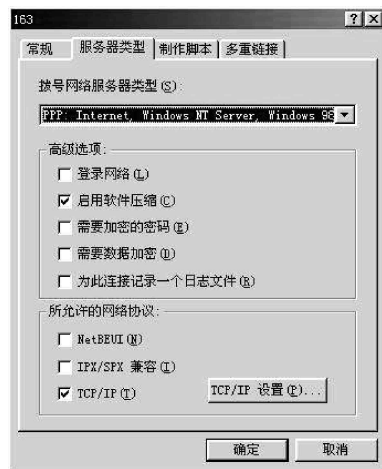 163
常规 服务器类型 制作脚本 多重链接
拨号网络服务器类型(S):
PPP: Internet, Windows NT Server, Windows 98
高级选项:
登录网络(L)
启用软件压缩(C)
需要加密的密码(E)
需要数据加密(D)
为此连接记录一个日志文件(R)
所允许的网络协议:
NetBEUI(N)
IPX/SPX 兼容(I)
TCP/IP(T) TCP/IP 设置(P)...
确定 取消